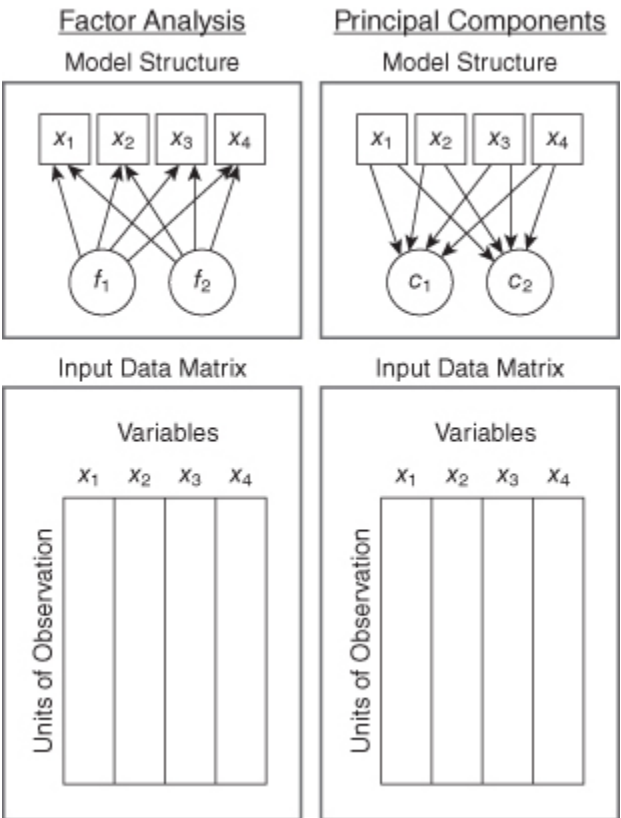 Factor Analysis
Model Structure
x1 x2 x3 x4
f1 f2
Input Data Matrix
Variables
x1 x2 x3 x4
Units of Observation
Principal Components
Model Structure
x1 x2 x3 x4
c1 c2
Input Data Matrix
Variables
x1 x2 x3 x4
Units of Observation